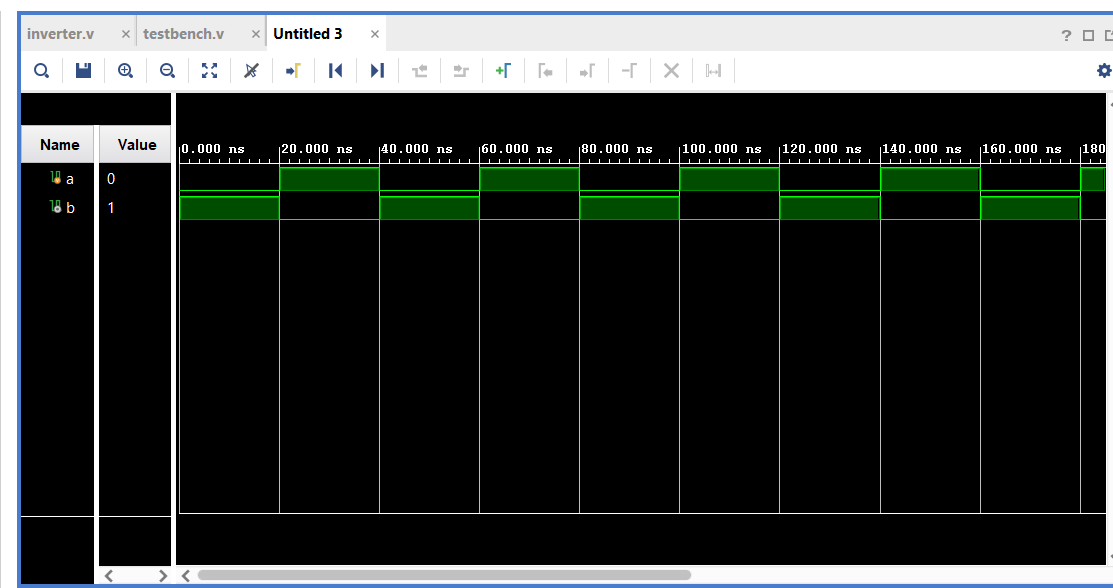 inverter.v × testbench.v × Untitled 3 ×
?
Name Value 0.000 ns 20.000 ns 40.000 ns 60.000 ns 80.000 ns 100.000 ns 120.000 ns 140.000 ns 160.000 ns 180
a 0
b 1